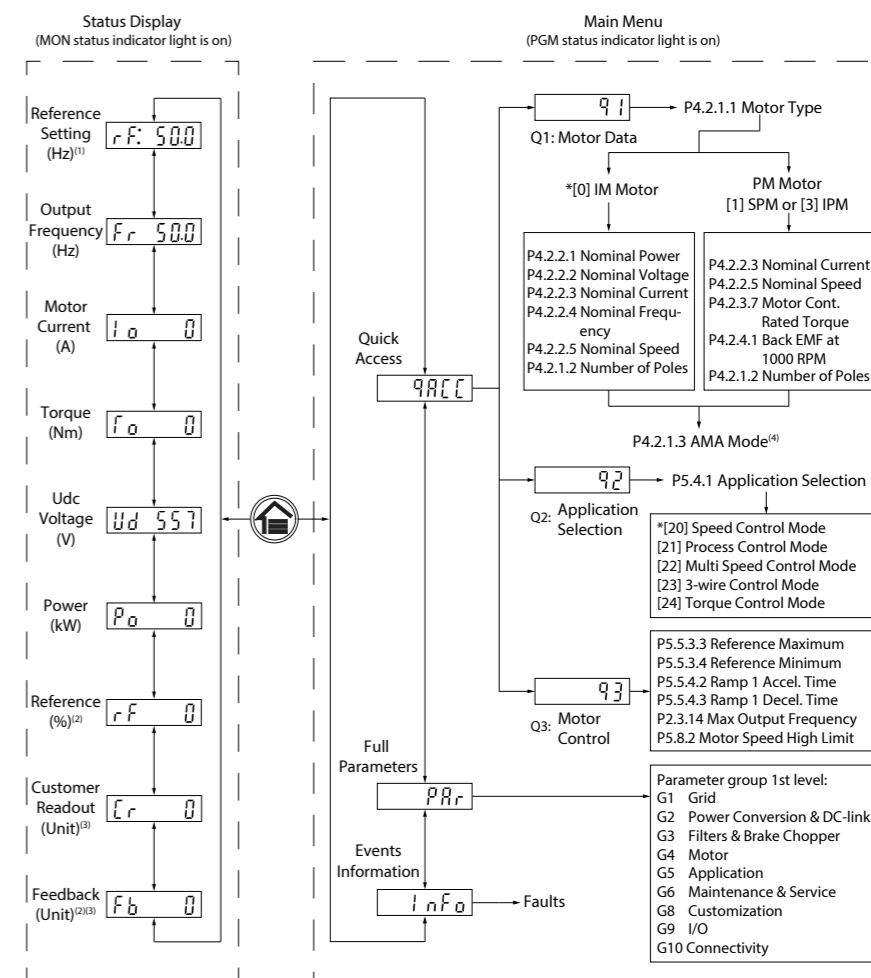 Status Display
(MON status indicator light is on)
Main Menu
(PGM status indicator light is on)
Reference
Setting
(Hz)(1)
rF: 50.0
Output
Frequency
(Hz)
Fr 50.0
Motor
Current
(A)
Io 0
Torque
(Nm)
To 0
Udc
Voltage
(V)
Ud 557
Power
(kW)
Po 0
Reference
(%)(2)
rF 0
Customer
Readout
(Unit)(3)
Cr 0
Feedback
(Unit)(2)(3)
Fb 0
Quick
Access
qACC
Full
Parameters
PAr
Events
Information
InFo
Faults
q1
Q1: Motor Data
P4.2.1.1 Motor Type
*[0] IM Motor
PM Motor
[1] SPM or [3] IPM
P4.2.2.1 Nominal Power
P4.2.2.2 Nominal Voltage
P4.2.2.3 Nominal Current
P4.2.2.4 Nominal Frequ-
ency
P4.2.2.5 Nominal Speed
P4.2.1.2 Number of Poles
P4.2.2.3 Nominal Current
P4.2.2.5 Nominal Speed
P4.2.3.7 Motor Cont.
Rated Torque
P4.2.4.1 Back EMF at
1000 RPM
P4.2.1.2 Number of Poles
P4.2.1.3 AMA Mode(4)
q2
Q2: Application
Selection
P5.4.1 Application Selection
*[20] Speed Control Mode
[21] Process Control Mode
[22] Multi Speed Control Mode
[23] 3-wire Control Mode
[24] Torque Control Mode
q3
Q3: Motor
Control
P5.5.3.3 Reference Maximum
P5.5.3.4 Reference Minimum
P5.5.4.2 Ramp 1 Accel. Time
P5.5.4.3 Ramp 1 Decel. Time
P2.3.14 Max Output Frequency
P5.8.2 Motor Speed High Limit
Parameter group 1st level:
G1 Grid
G2 Power Conversion & DC-link
G3 Filters & Brake Chopper
G4 Motor
G5 Application
G6 Maintenance & Service
G8 Customization
G9 I/O
G10 Connectivity